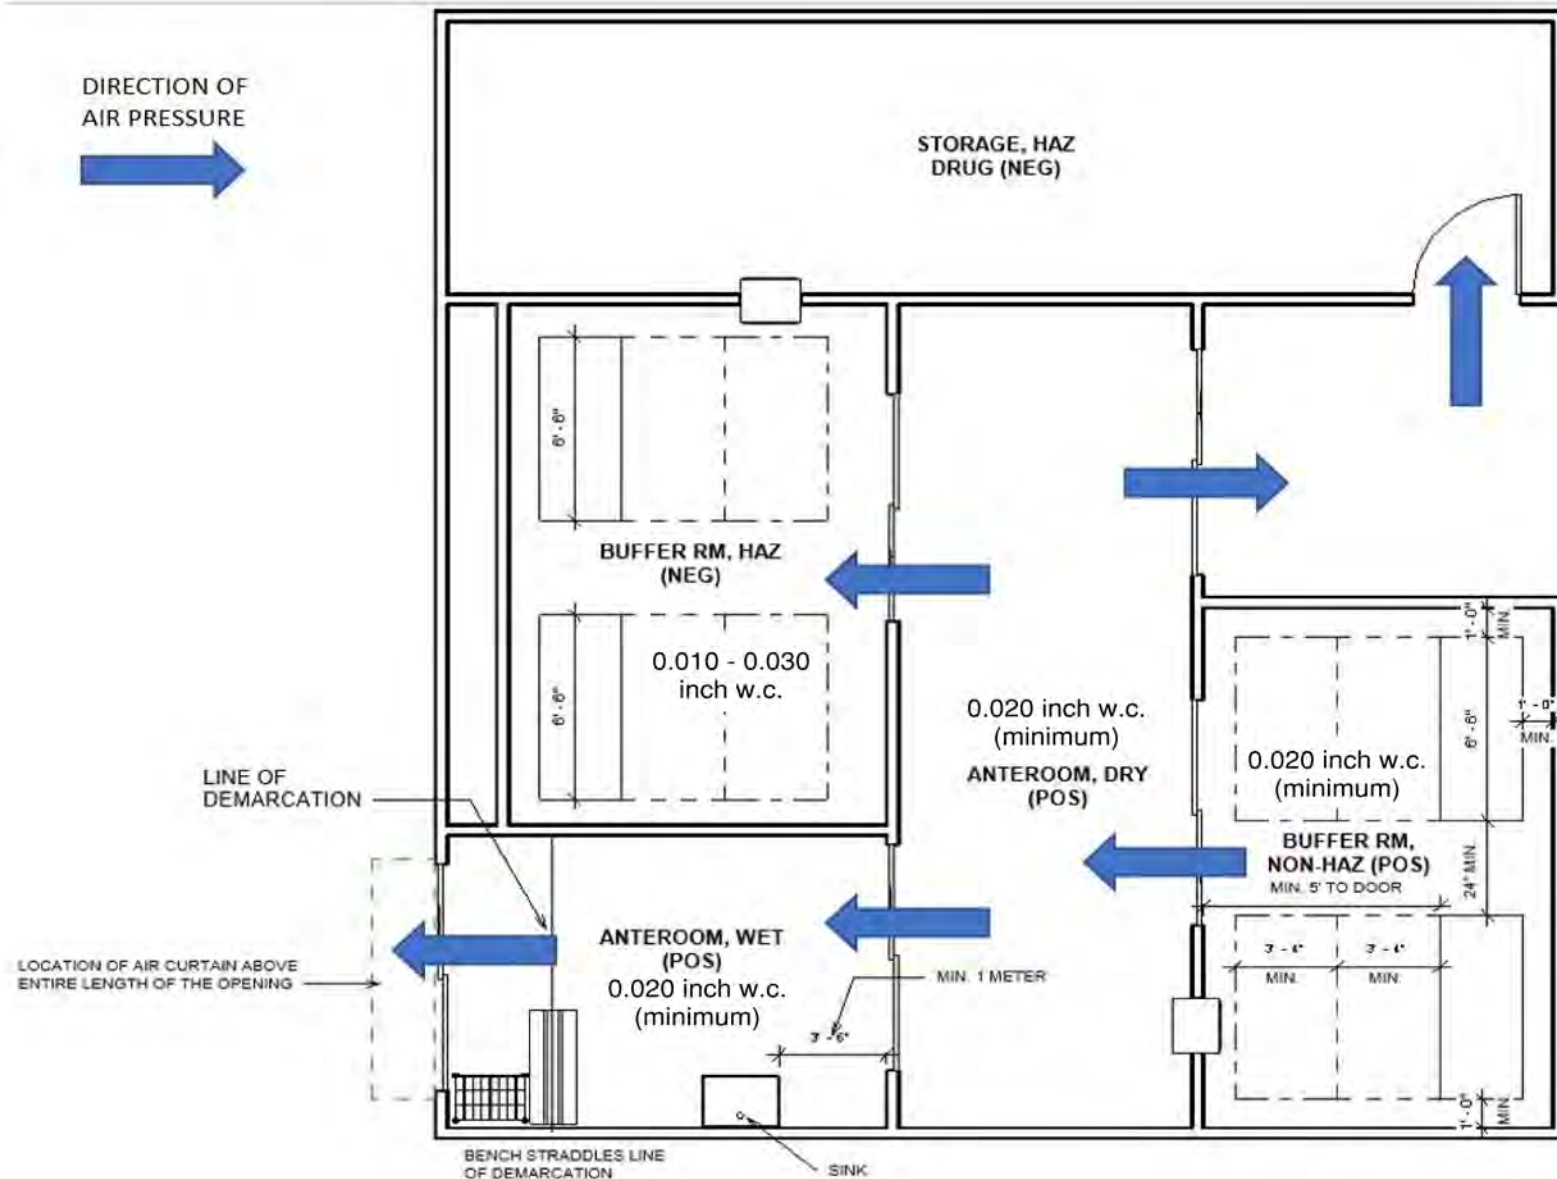 DIRECTION OF
AIR PRESSURE
STORAGE, HAZ
DRUG (NEG)
6' - 6"
BUFFER RM, HAZ
(NEG)
6' - 6"
0.010 - 0.030
inch w.c.
0.020 inch w.c.
(minimum)
ANTEROOM, DRY
(POS)
1' - 0"
MIN.
6' - 6"
1' - 0"
MIN.
0.020 inch w.c.
(minimum)
BUFFER RM,
NON-HAZ (POS)
MIN. 5' TO DOOR
24" MIN.
LINE OF
DEMARCATION
ANTEROOM, WET
(POS)
0.020 inch w.c.
(minimum)
LOCATION OF AIR CURTAIN ABOVE
ENTIRE LENGTH OF THE OPENING
MIN. 1 METER
3' - 6"
MIN.
MIN.
1' - 0"
MIN.
BENCH STRADDLES LINE
OF DEMARCATION
SINK